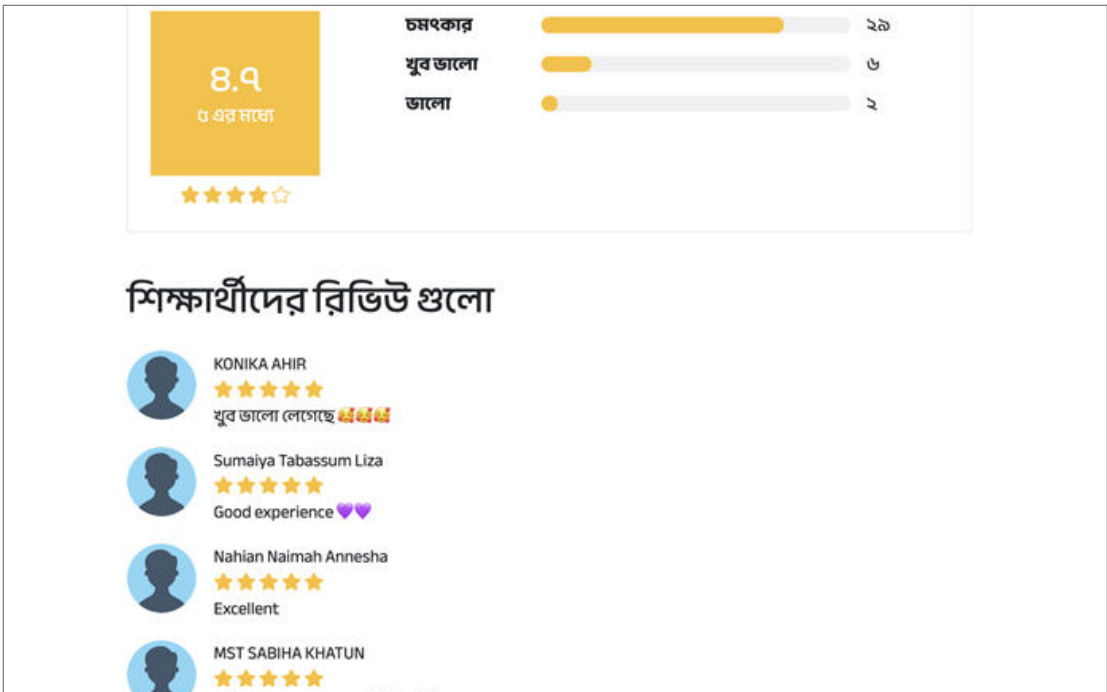 ৪.৭
৫ এর মধ্যে
চমৎকার ২৯
খুব ভালো ৬
ভালো ২
শিক্ষার্থীদের রিভিউ গুলো
KONIKA AHIR
খুব ভালো লেগেছে 🥰🥰🥰
Sumaiya Tabassum Liza
Good experience 💜💜
Nahian Naimah Annesha
Excellent
MST SABIHA KHATUN